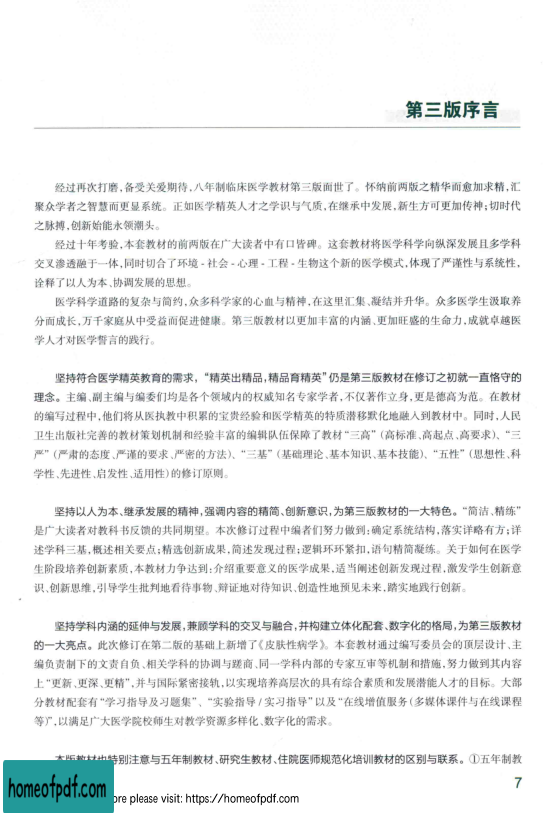 第三版序言
经过再次打磨,备受关爱期待,八年制临床医学教材第三版面世了。怀纳前两版之精华而愈加求精,汇
聚众学者之智慧而更显系统。正如医学精英人才之学识与气质,在继承中发展,新生方可更加传神;切时代
之脉搏,创新始能永领潮头。
经过十年考验,本套教材的前两版在广大读者中有口皆碑。这套教材将医学科学向纵深发展且多学科
交叉渗透融于一体,同时切合了环境-社会-心理-工程-生物这个新的医学模式,体现了严谨性与系统性,
诠释了以人为本、协调发展的思想。
医学科学道路的复杂与简约,众多科学家的心血与精神,在这里汇集、凝结并升华。众多医学生汲取养
分而成长,万千家庭从中受益而促进健康。第三版教材以更加丰富的内涵、更加旺盛的生命力,成就卓越医
学人才对医学誓言的践行。
坚持符合医学精英教育的需求,“精英出精品,精品育精英”仍是第三版教材在修订之初就一直恪守的
理念。主编、副主编与编委们均是各个领域内的权威知名专家学者,不仅著作立身,更是德高为范。在教材
的编写过程中,他们将从医执教中积累的宝贵经验和医学精英的特质潜移默化地融入到教材中。同时,人民
卫生出版社完善的教材策划机制和经验丰富的编辑队伍保障了教材“三高”(高标准、高起点、高要求)、“三
严”(严肃的态度、严谨的要求、严密的方法)、“三基”(基础理论、基本知识、基本技能)、“五性”(思想性、科
学性、先进性、启发性、适用性)的修订原则。
坚持以人为本、继承发展的精神,强调内容的精简、创新意识,为第三版教材的一大特色。“简洁、精练”
是广大读者对教科书反馈的共同期望。本次修订过程中编者们努力做到:确定系统结构,落实详略有方;详
述学科三基,概述相关要点;精选创新成果,简述发现过程;逻辑环环紧扣,语句精简凝练。关于如何在医学
生阶段培养创新素质,本教材力争达到:介绍重要意义的医学成果,适当阐述创新发现过程,激发学生创新意
识、创新思维,引导学生批判地看待事物、辩证地对待知识、创造性地预见未来,踏实地践行创新。
坚持学科内涵的延伸与发展,兼顾学科的交叉与融合,并构建立体化配套、数字化的格局,为第三版教材
的一大亮点。此次修订在第二版的基础上新增了《皮肤性病学》。本套教材通过编写委员会的顶层设计、主
编负责制下的文责自负、相关学科的协调与蹉商、同一学科内部的专家互审等机制和措施,努力做到其内容
上“更新、更深、更精”,并与国际紧密接轨,以实现培养高层次的具有综合素质和发展潜能人才的目标。大部
分教材配套有“学习指导及习题集”、“实验指导/实习指导”以及“在线增值服务(多媒体课件与在线课程
等)”,以满足广大医学院校师生对教学资源多样化、数字化的需求。
本版教材也特别注意与五年制教材、研究生教材、住院医师规范化培训教材的区别与联系。①五年制教
7
homeofpdf.com
ore please visit: https://homeofpdf.com